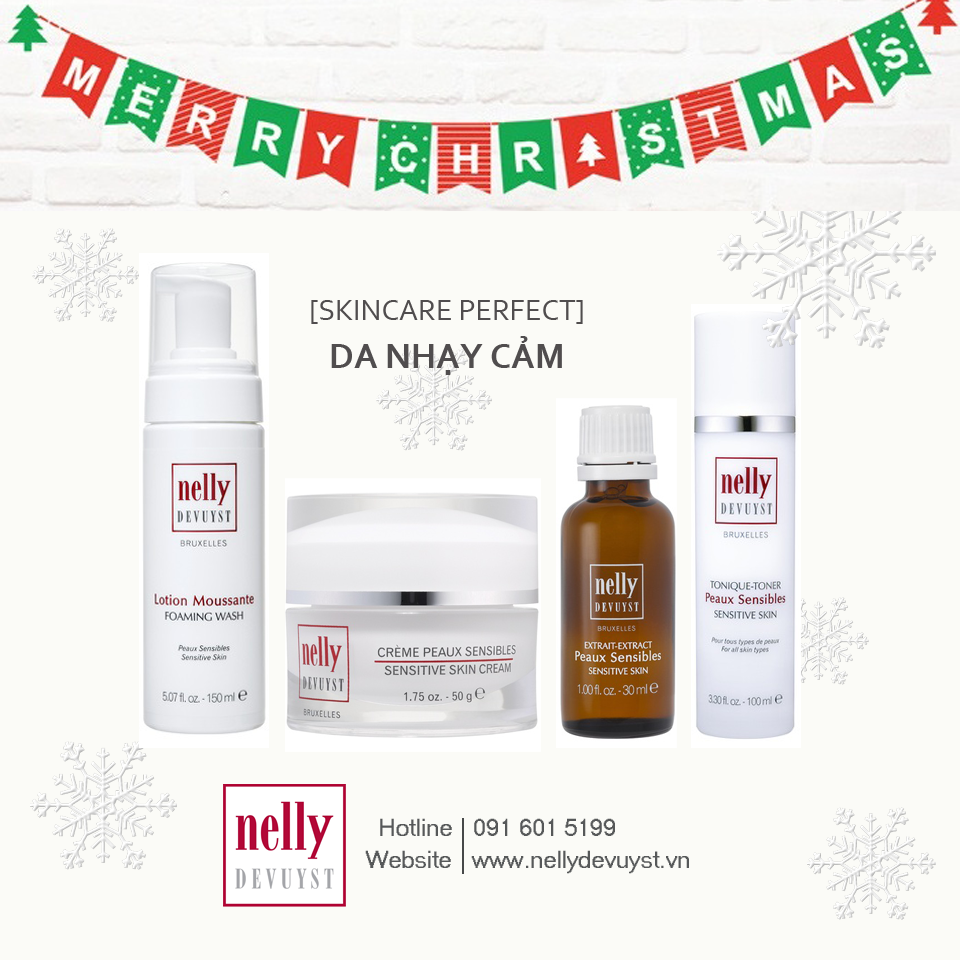 MERRY CHRISTMAS
[SKINCARE PERFECT]
DA NHẠY CẢM
nelly
DEVUYST
BRUXELLES
Lotion Moussante
FOAMING WASH
Peaux Sensibles
Sensitive Skin
5.07 fl. oz. - 150 ml e
nelly
DEVUYST
BRUXELLES
CRÈME PEAUX SENSIBLES
SENSITIVE SKIN CREAM
1.75 oz. - 50 g e
nelly
DEVUYST
BRUXELLES
EXTRAIT-EXTRACT
Peaux Sensibles
SENSITIVE SKIN
1.00 fl. oz. - 30 ml e
nelly
DEVUYST
BRUXELLES
TONIQUE-TONER
Peaux Sensibles
SENSITIVE SKIN
Pour tous types de peaux
For all skin types
3.30 fl. oz. - 100 ml e
nelly
DEVUYST
Hotline | 091 601 5199
Website | www.nellydevuyst.vn